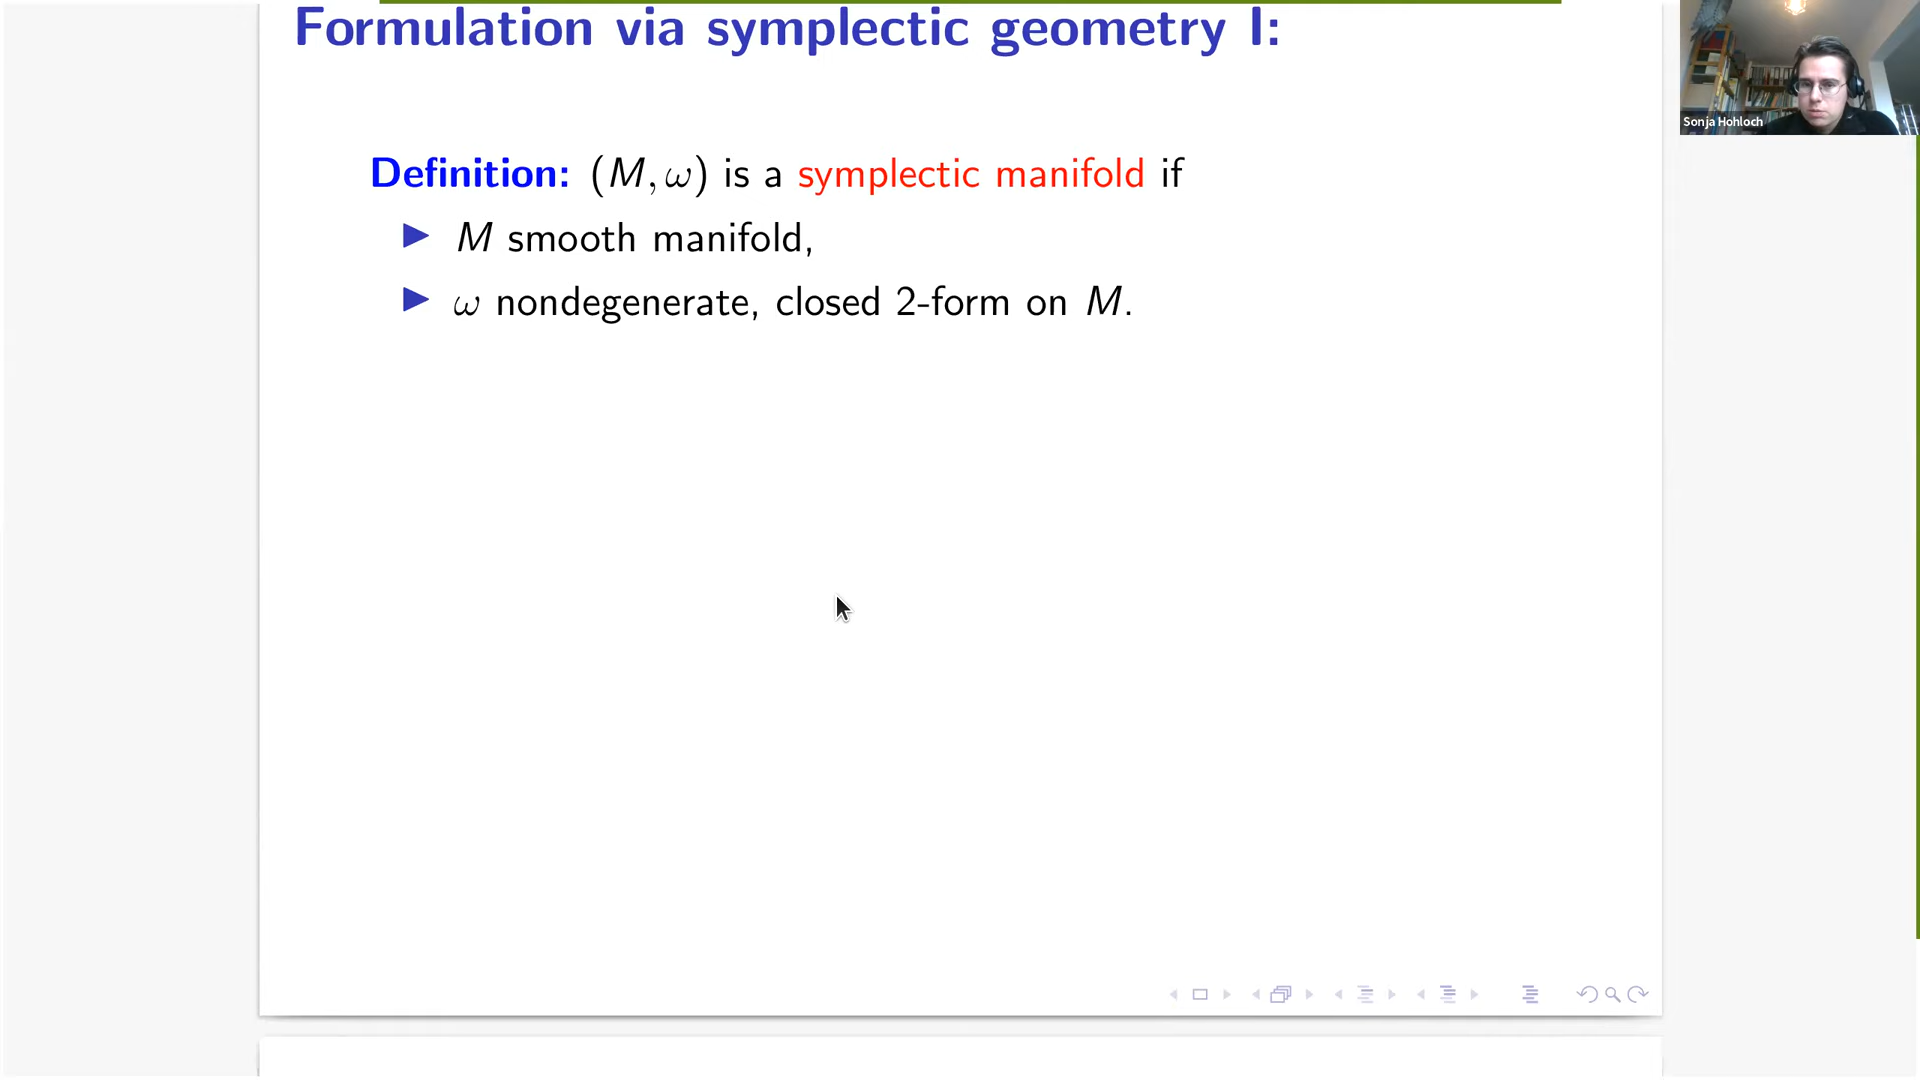 Formulation via symplectic geometry I:
Sonja Hohloch
Definition: (M, ω) is a symplectic manifold if
▶ M smooth manifold,
▶ ω nondegenerate, closed 2-form on M.